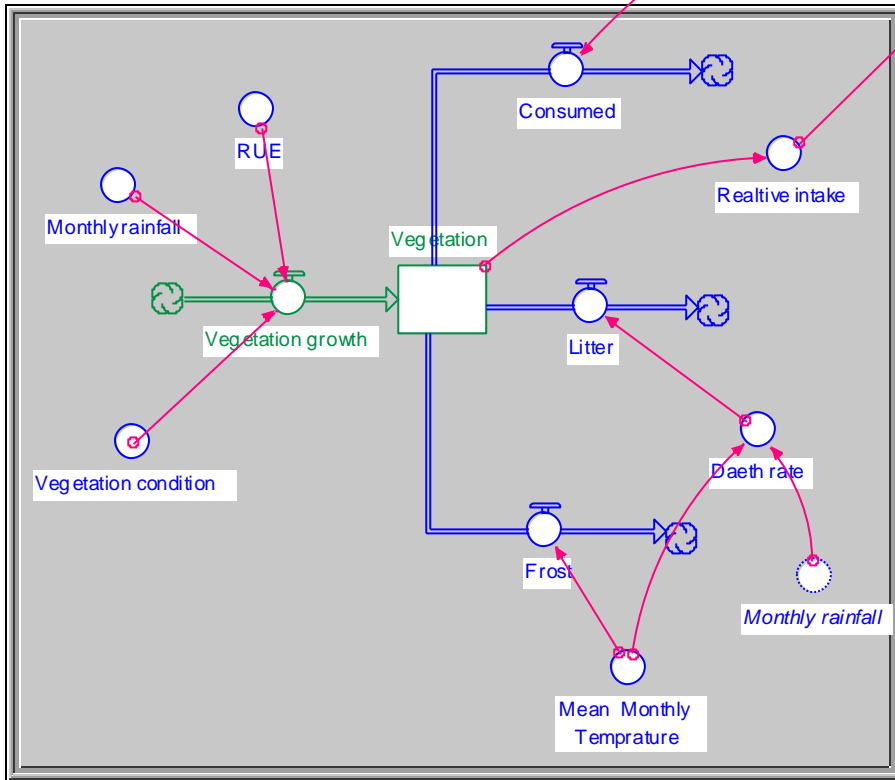 Consumed
RUE
Realtive intake
Monthly rainfall
Vegetation
Vegetation growth
Litter
Daeth rate
Vegetation condition
Frost
Monthly rainfall
Mean Monthly
Temprature